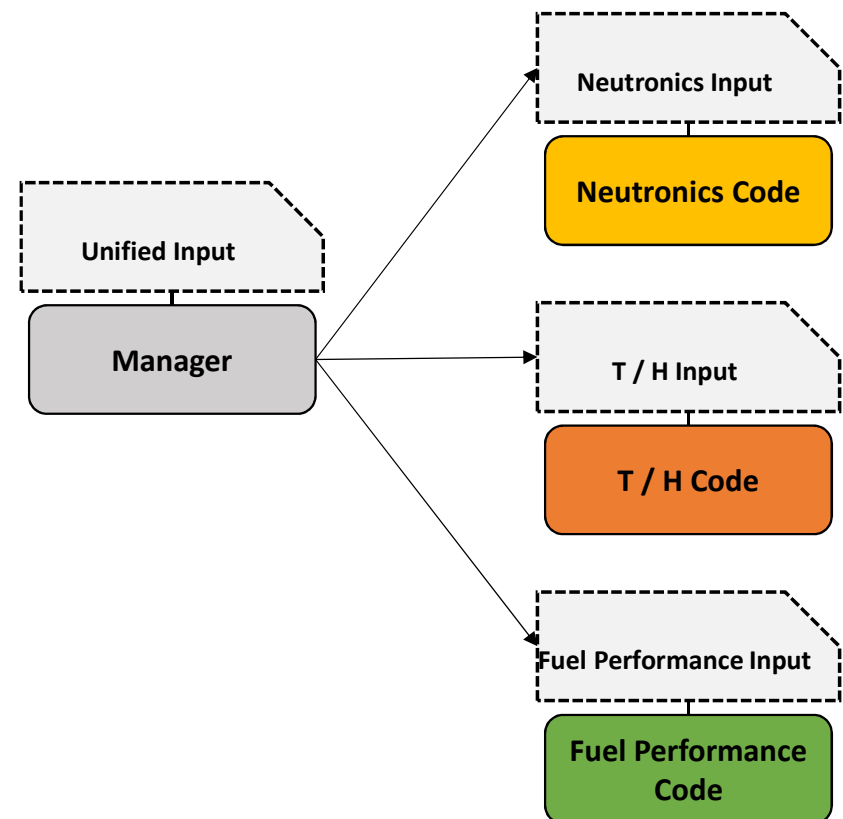 Neutronics Input
Neutronics Code
Unified Input
Manager
T / H Input
T / H Code
Fuel Performance Input
Fuel Performance
Code